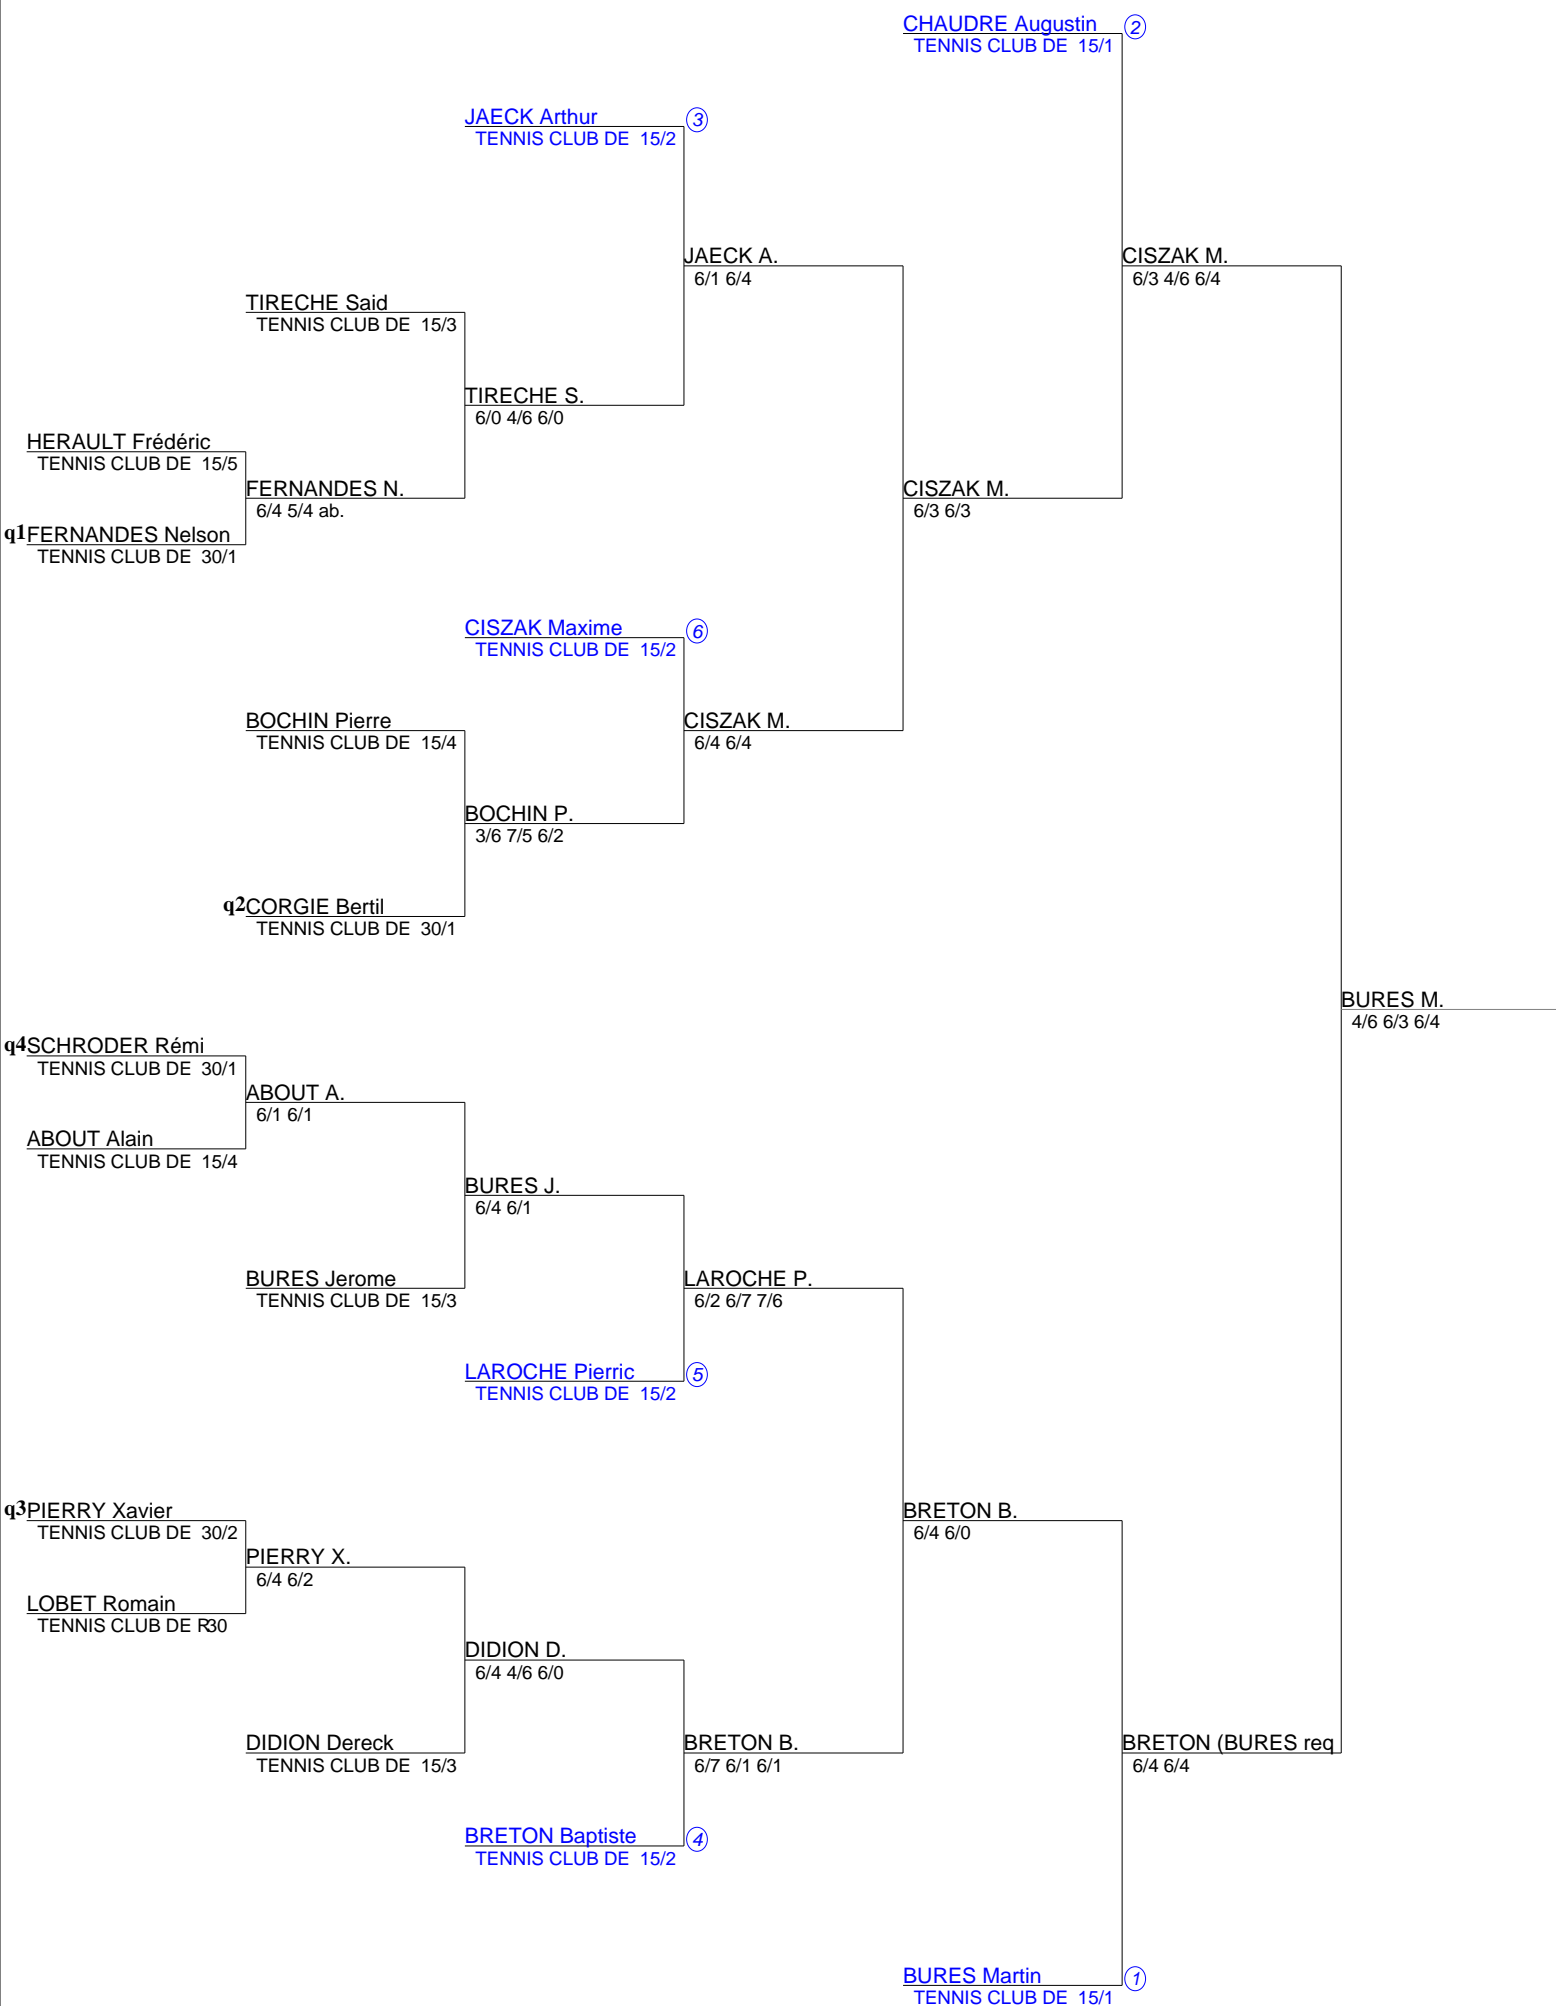 CHAUDRE Augustin 2
TENNIS CLUB DE 15/1
JAECK Arthur 3
TENNIS CLUB DE 15/2
JAECK A.
6/1 6/4
CISZAK M.
6/3 4/6 6/4
TIRECHE Said
TENNIS CLUB DE 15/3
TIRECHE S.
6/0 4/6 6/0
HERAULT Frédéric
TENNIS CLUB DE 15/5
FERNANDES N.
6/4 5/4 ab.
CISZAK M.
6/3 6/3
q1 FERNANDES Nelson
TENNIS CLUB DE 30/1
CISZAK Maxime 6
TENNIS CLUB DE 15/2
BOCHIN Pierre
TENNIS CLUB DE 15/4
CISZAK M.
6/4 6/4
BOCHIN P.
3/6 7/5 6/2
q2 CORGIE Bertil
TENNIS CLUB DE 30/1
BURES M.
4/6 6/3 6/4
q4 SCHRODER Rémi
TENNIS CLUB DE 30/1
ABOUT A.
6/1 6/1
ABOUT Alain
TENNIS CLUB DE 15/4
BURES J.
6/4 6/1
BURES Jerome
TENNIS CLUB DE 15/3
LAROCHE P.
6/2 6/7 7/6
LAROCHE Pierric 5
TENNIS CLUB DE 15/2
q3 PIERRY Xavier
TENNIS CLUB DE 30/2
BRETON B.
6/4 6/0
PIERRY X.
6/4 6/2
LOBET Romain
TENNIS CLUB DE R30
DIDION D.
6/4 4/6 6/0
DIDION Dereck
TENNIS CLUB DE 15/3
BRETON B.
6/7 6/1 6/1
BRETON (BURES req
6/4 6/4
BRETON Baptiste 4
TENNIS CLUB DE 15/2
BURES Martin 1
TENNIS CLUB DE 15/1